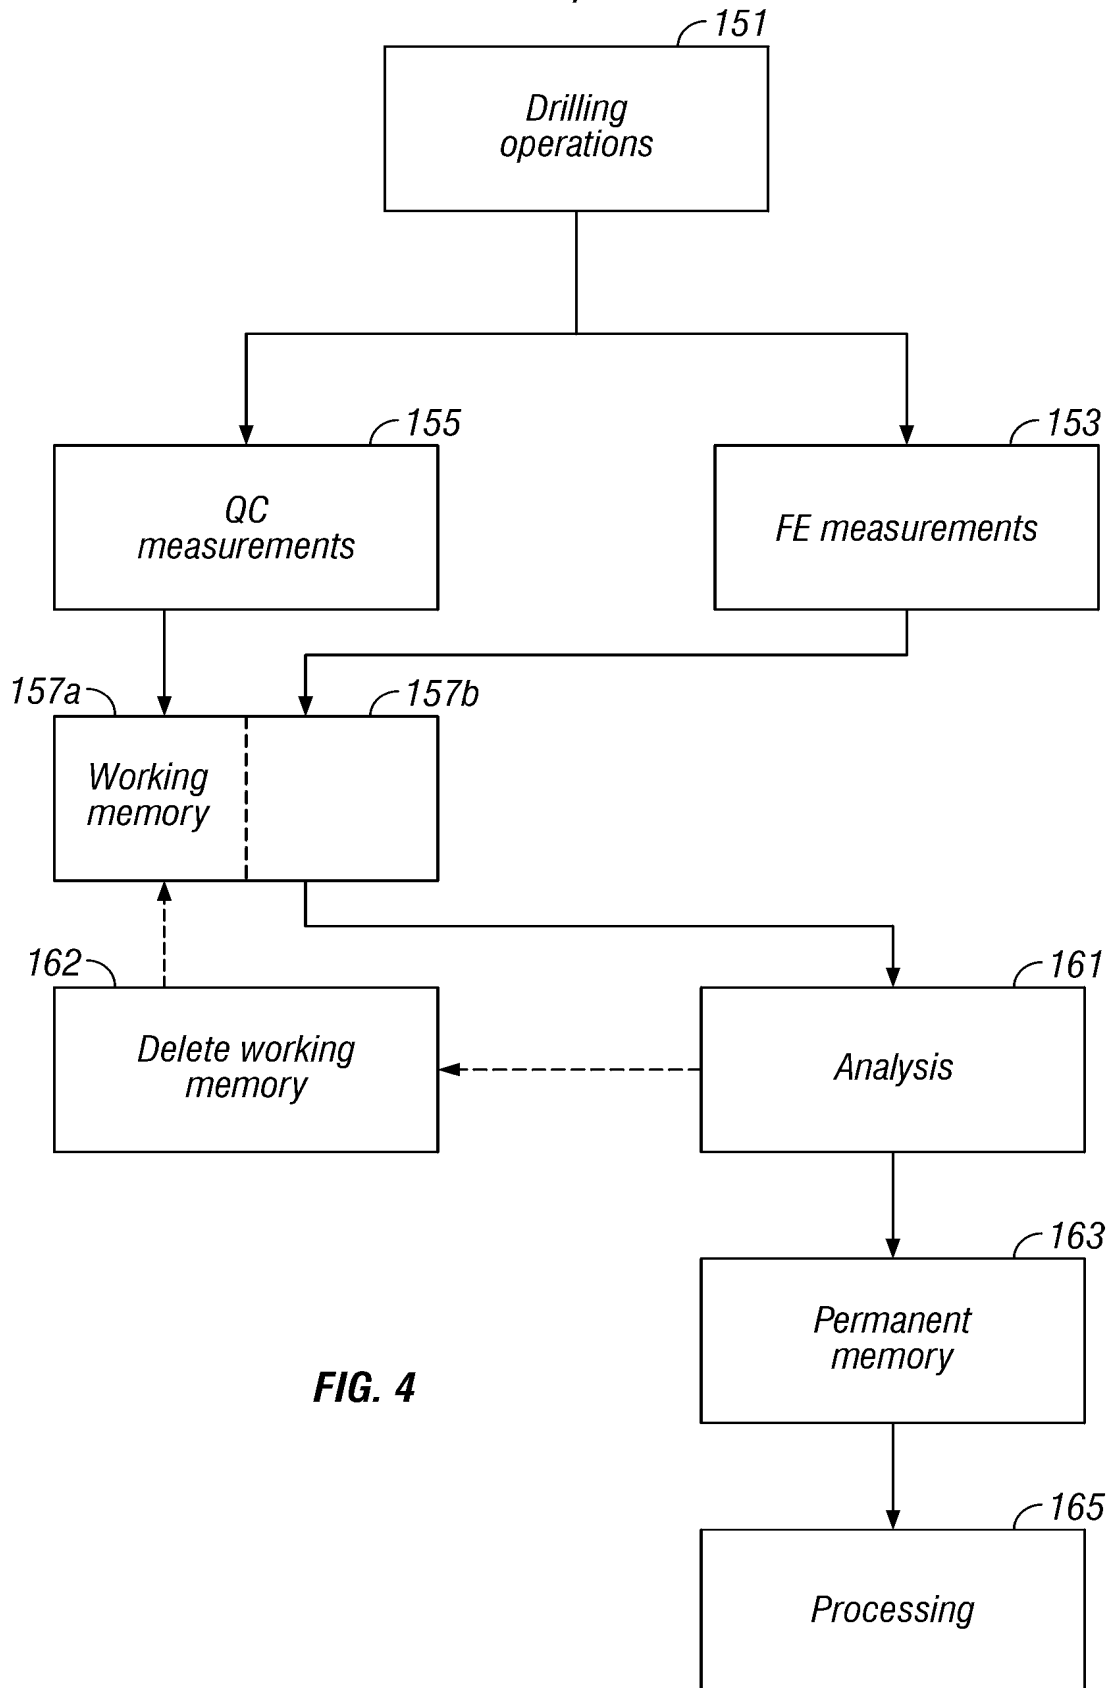 151
Drilling
operations
155
153
QC
measurements
FE measurements
157a
157b
Working
memory
162
161
Delete working
memory
Analysis
163
Permanent
memory
FIG. 4
165
Processing